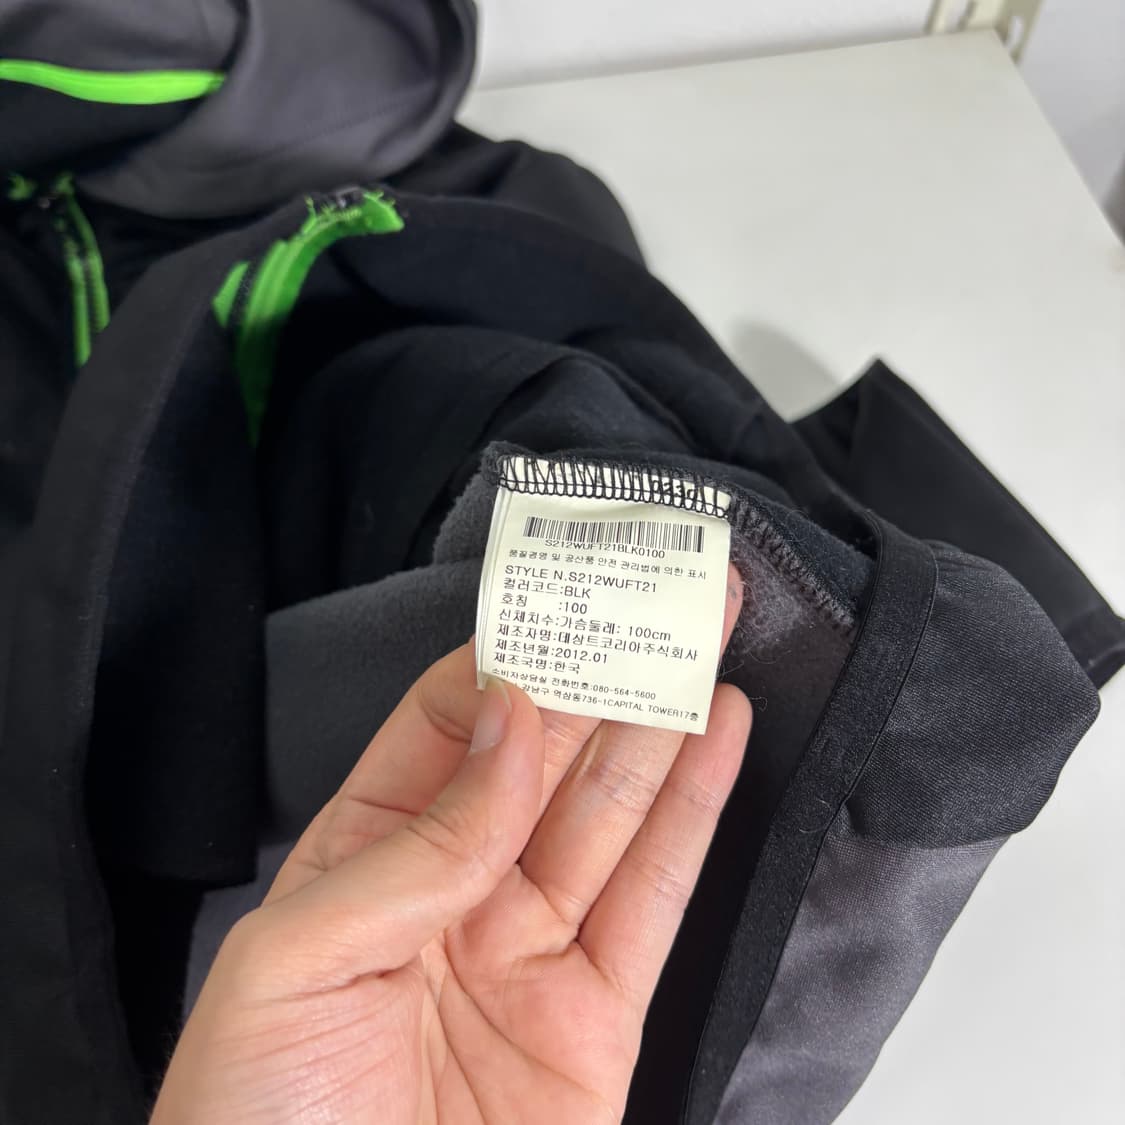 S212WUFT21BLK0100
품질경영 및 공산품 안전 관리법에 의한 표시
STYLE N.S212WUFT21
컬러코드:BLK
호칭 :100
신체치수:가슴둘레: 100cm
제조자명:데상트코리아주식회사
제조년월:2012.01
제조국명:한국
소비자상담실 전화번호:080-564-5600
강남구 역삼동736-1CAPITAL TOWER17층